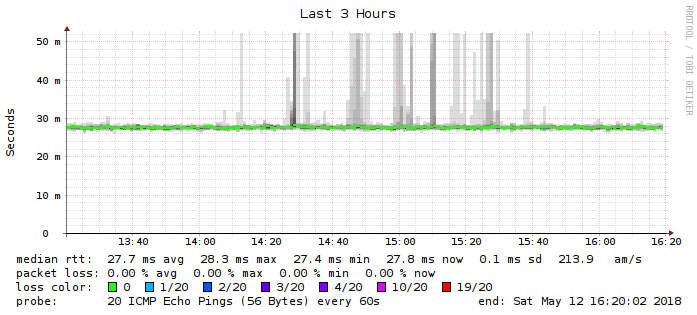 Last 3 Hours
RRDTOOL / TOBI OETIKER
Seconds
50 m
40 m
30 m
20 m
10 m
0
13:40 14:00 14:20 14:40 15:00 15:20 15:40 16:00 16:20
median rtt: 27.7 ms avg 28.3 ms max 27.4 ms min 27.8 ms now 0.1 ms sd 213.9 am/s
packet loss: 0.00 % avg 0.00 % max 0.00 % min 0.00 % now
loss color: 0 1/20 2/20 3/20 4/20 10/20 19/20
probe: 20 ICMP Echo Pings (56 Bytes) every 60s end: Sat May 12 16:20:02 2018